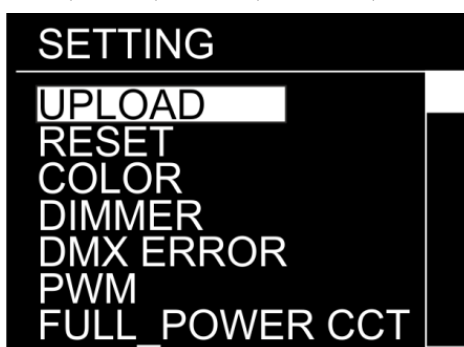 SETTING
UPLOAD
RESET
COLOR
DIMMER
DMX ERROR
PWM
FULL_POWER CCT